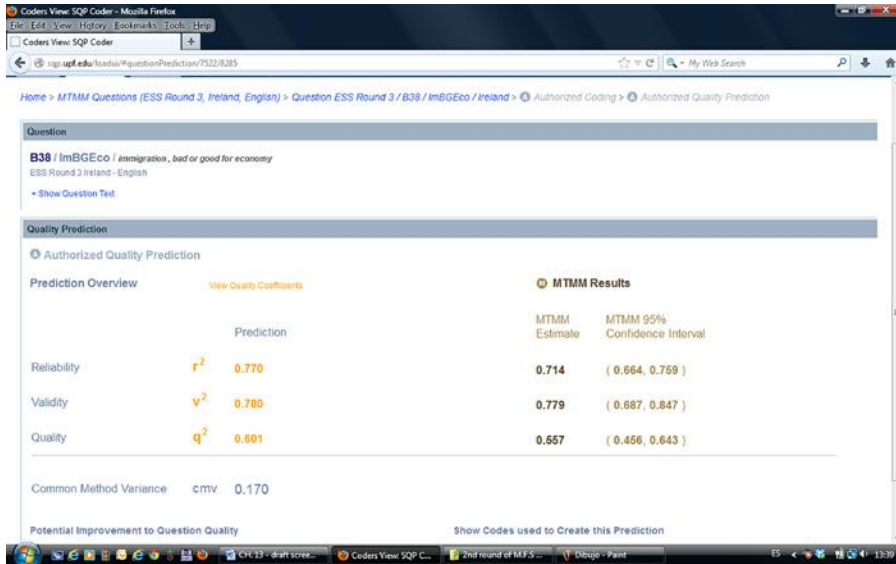 Coders View: SQP Coder - Mozilla Firefox
File Edit View History Bookmarks Tools Help
Coders View: SQP Coder +
sqp.upf.edu/loadui/#questionPrediction/7522/8285 My Web Search
Home > MTMM Questions (ESS Round 3, Ireland, English) > Question ESS Round 3 / B38 / ImBGEco / Ireland > A Authorized Coding > A Authorized Quality Prediction
Question
B38 / ImBGEco / immigration , bad or good for economy
ESS Round 3 Ireland - English
+ Show Question Text
Quality Prediction
A Authorized Quality Prediction
Prediction Overview View Quality Coefficients M MTMM Results
Prediction MTMM Estimate MTMM 95% Confidence Interval
Reliability r² 0.770 0.714 ( 0.664, 0.759 )
Validity v² 0.780 0.779 ( 0.687, 0.847 )
Quality q² 0.601 0.557 ( 0.456, 0.643 )
Common Method Variance cmv 0.170
Potential Improvement to Question Quality Show Codes used to Create this Prediction
CH.13 - draft scree... Coders View: SQP C... 2nd round of M.F.S ... Dibujo - Paint ES 13:39